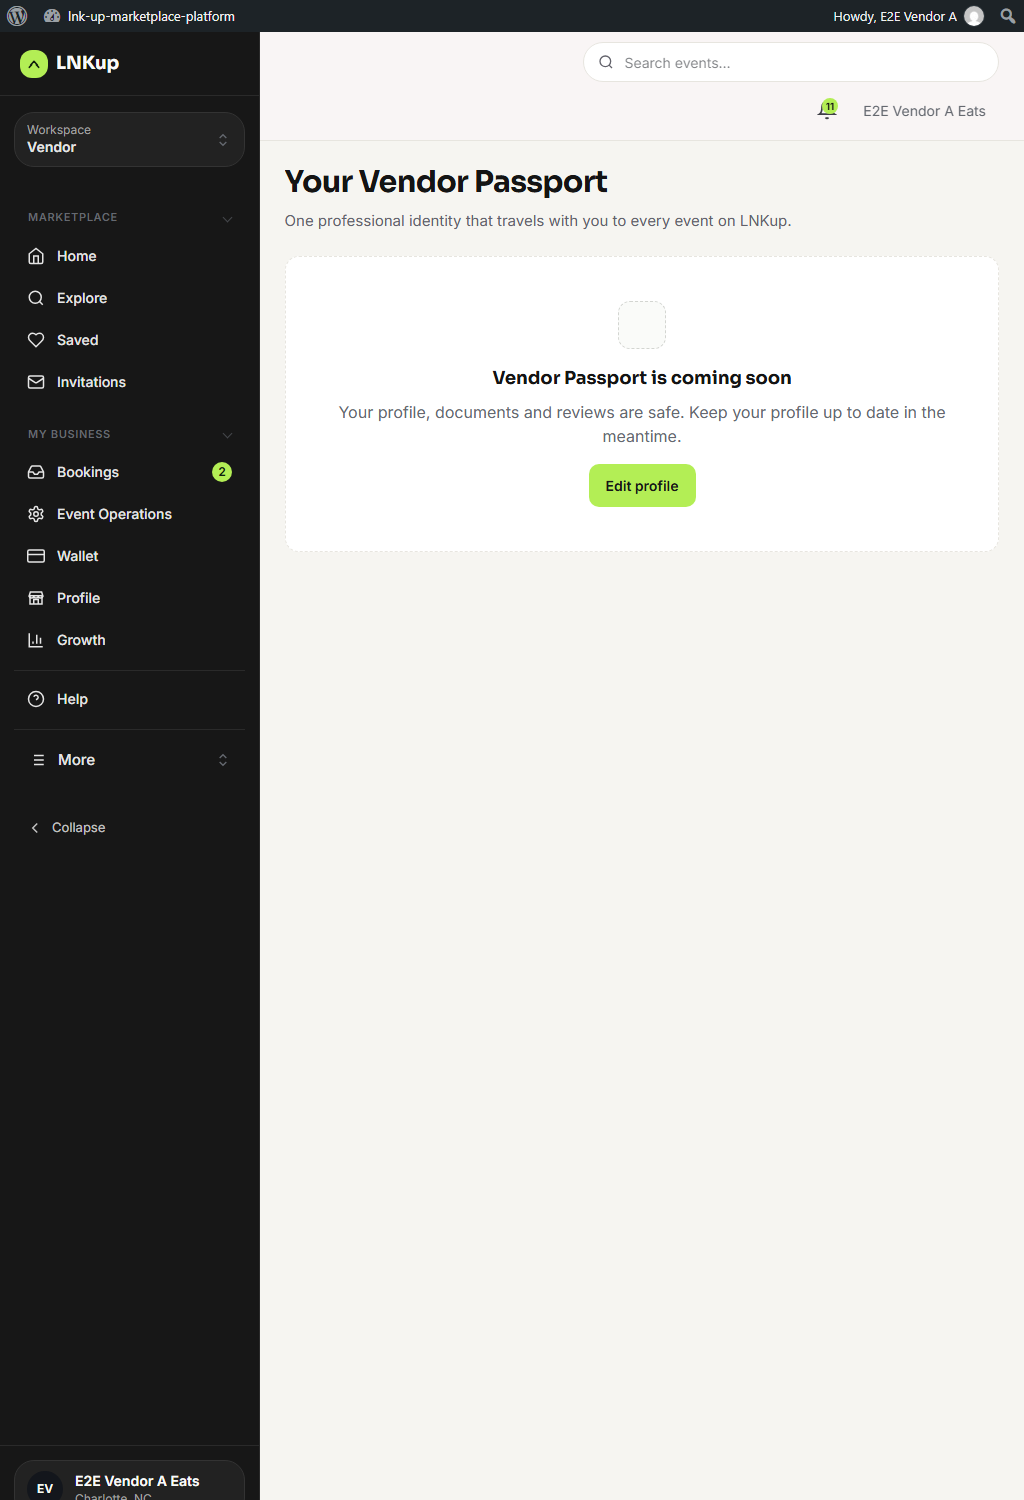 lnk-up-marketplace-platform
Howdy, E2E Vendor A
LNKup
Workspace
Vendor
MARKETPLACE
Home
Explore
Saved
Invitations
MY BUSINESS
Bookings 2
Event Operations
Wallet
Profile
Growth
Help
More
Collapse
EV
E2E Vendor A Eats
Charlotte, NC
Search events...
11
E2E Vendor A Eats
Your Vendor Passport
One professional identity that travels with you to every event on LNKup.
Vendor Passport is coming soon
Your profile, documents and reviews are safe. Keep your profile up to date in the
meantime.
Edit profile